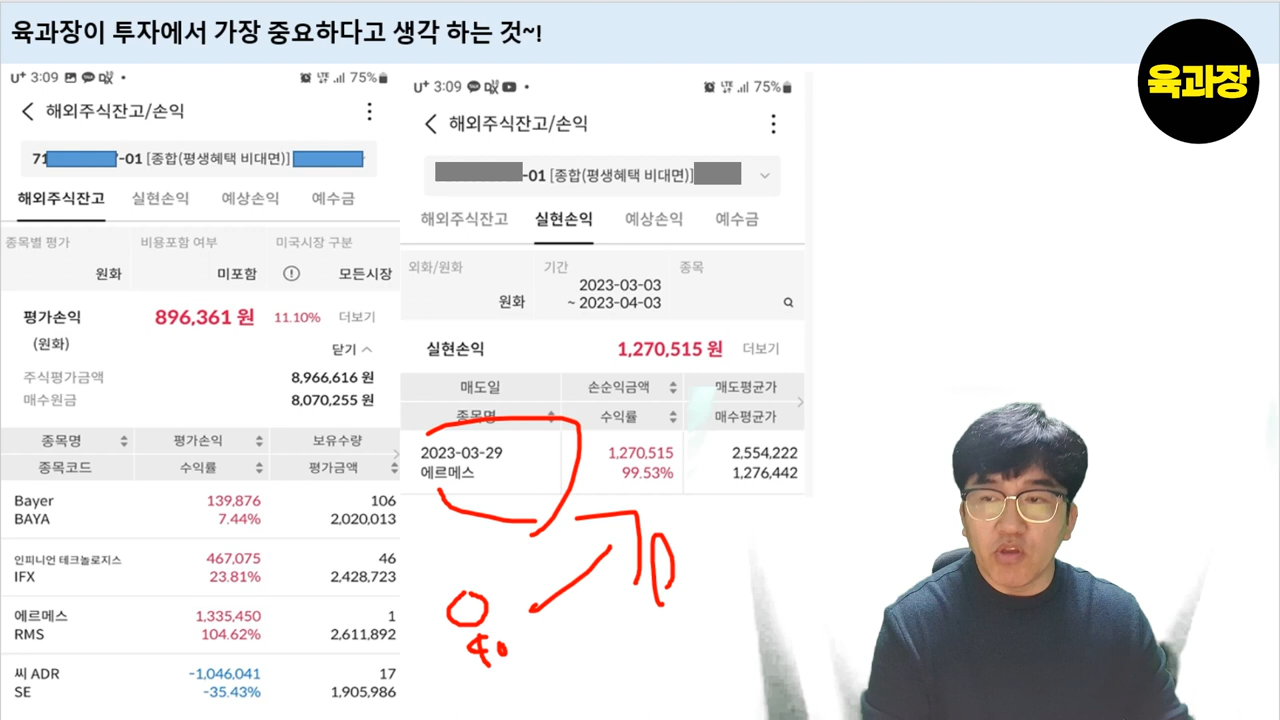 육과장이 투자에서 가장 중요하다고 생각 하는 것~!
육과장
U+ 3:09 75%
해외주식잔고/손익
71 -01 [종합(평생혜택 비대면)]
해외주식잔고 실현손익 예상손익 예수금
종목별 평가 비용포함 여부 미국시장 구분
원화 미포함 모든시장
평가손익 896,361 원 11.10% 더보기
(원화) 닫기
주식평가금액 8,966,616 원
매수원금 8,070,255 원
종목명 평가손익 보유수량
종목코드 수익률 평가금액
Bayer 139,876 106
BAYA 7.44% 2,020,013
인피니언 테크놀로지스 467,075 46
IFX 23.81% 2,428,723
에르메스 1,335,450 1
RMS 104.62% 2,611,892
씨 ADR -1,046,041 17
SE -35.43% 1,905,986
U+ 3:09 LTE 75%
해외주식잔고/손익
-01 [종합(평생혜택 비대면)]
해외주식잔고 실현손익 예상손익 예수금
외화/원화 기간 종목
2023-03-03
원화 ~ 2023-04-03
실현손익 1,270,515 원 더보기
매도일 손순익금액 매도평균가
종목명 수익률 매수평균가
2023-03-29 1,270,515 2,554,222
에르메스 99.53% 1,276,442